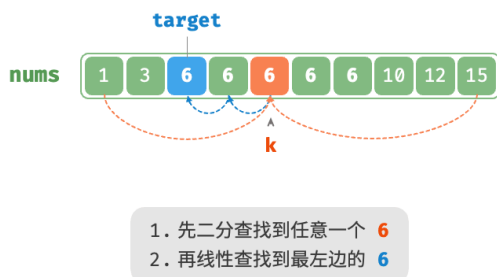 target
nums 1 3 6 6 6 6 6 10 12 15
k
1. 先二分查找到任意一个 6
2. 再线性查找到最左边的 6